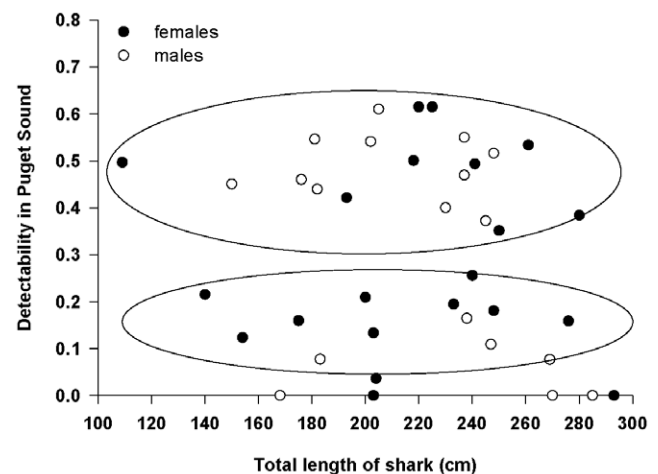 females
males
Detectability in Puget Sound
0.8
0.7
0.6
0.5
0.4
0.3
0.2
0.1
0.0
100 120 140 160 180 200 220 240 260 280 300
Total length of shark (cm)